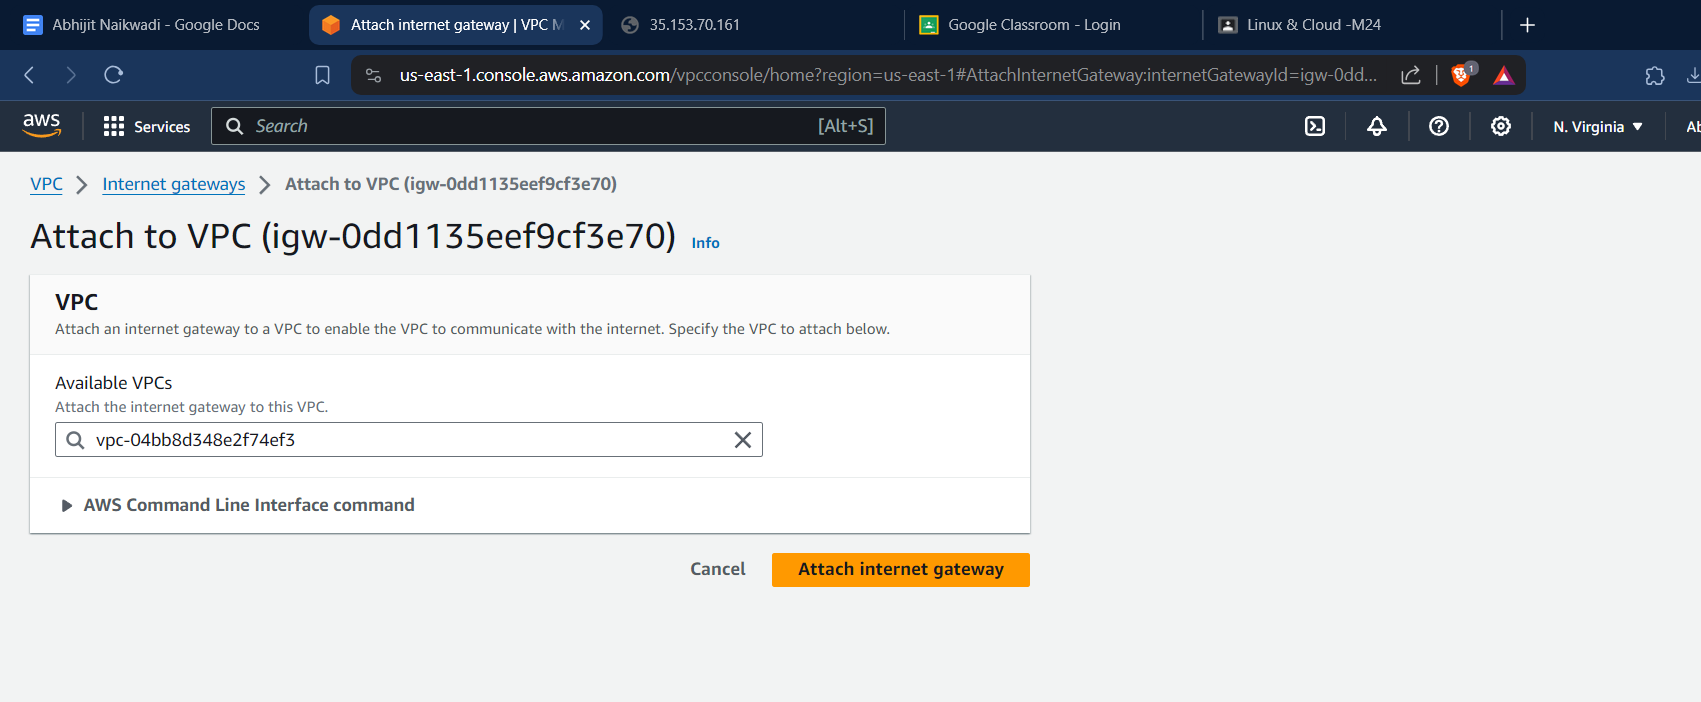 Abhijit Naikwadi - Google Docs
Attach internet gateway | VPC M
35.153.70.161
Google Classroom - Login
Linux & Cloud -M24
us-east-1.console.aws.amazon.com/vpcconsole/home?region=us-east-1#AttachInternetGateway:internetGatewayId=igw-0dd...
1
aws
Services
Search
[Alt+S]
N. Virginia
Ab
VPC
Internet gateways
Attach to VPC (igw-0dd1135eef9cf3e70)
Attach to VPC (igw-0dd1135eef9cf3e70) Info
VPC
Attach an internet gateway to a VPC to enable the VPC to communicate with the internet. Specify the VPC to attach below.
Available VPCs
Attach the internet gateway to this VPC.
vpc-04bb8d348e2f74ef3
AWS Command Line Interface command
Cancel
Attach internet gateway